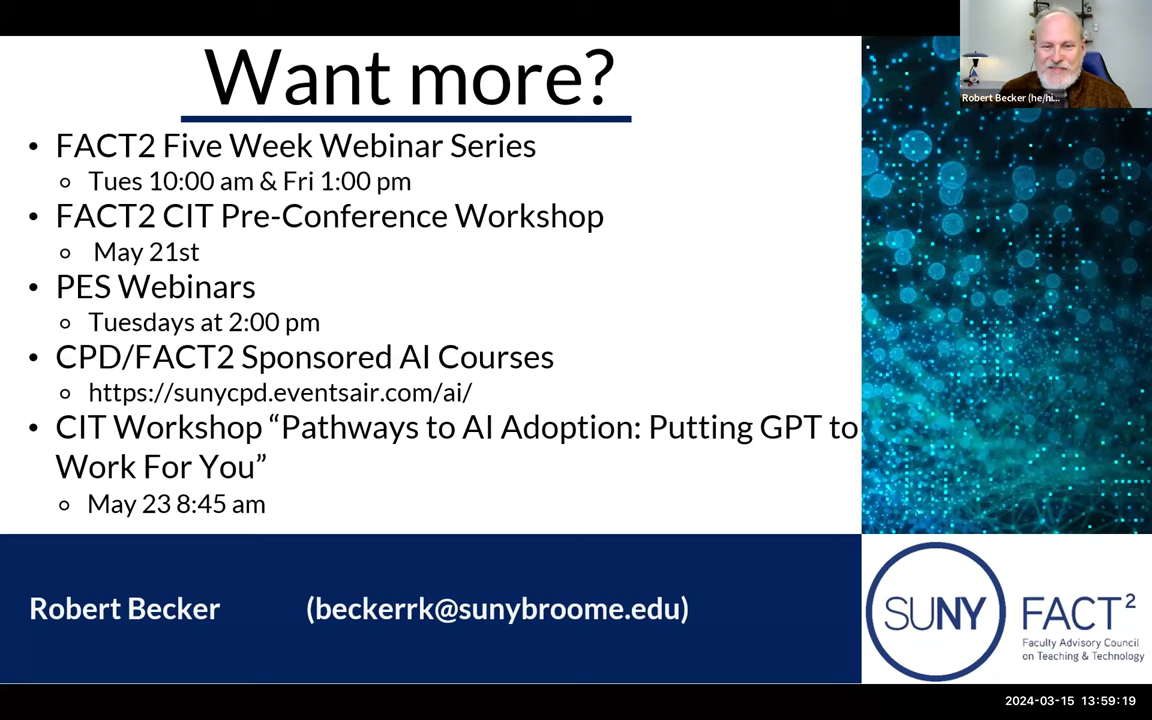 Want more?
Robert Becker (he/hi...
• FACT2 Five Week Webinar Series
○ Tues 10:00 am & Fri 1:00 pm
• FACT2 CIT Pre-Conference Workshop
○ May 21st
• PES Webinars
○ Tuesdays at 2:00 pm
• CPD/FACT2 Sponsored AI Courses
○ https://sunycpd.eventsair.com/ai/
• CIT Workshop “Pathways to AI Adoption: Putting GPT to
Work For You”
○ May 23 8:45 am
Robert Becker (beckerrk@sunybroome.edu)
SUNY FACT²
Faculty Advisory Council
on Teaching & Technology
2024-03-15 13:59:19